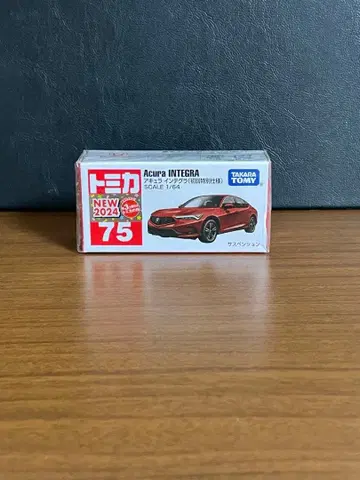 トミカ
NEW
2024
75
Acura INTEGRA
アキュラ インテグラ(初回特別仕様)
SCALE 1/64
TAKARA
TOMY
サスペンション